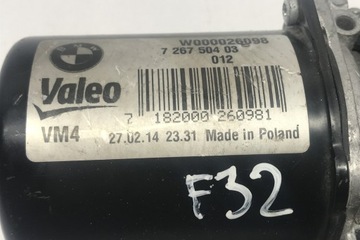 W000026098
7 267 504 03
012
Valeo
7 182000 260981
VM4 27.02.14 23.31 Made in Poland
F32